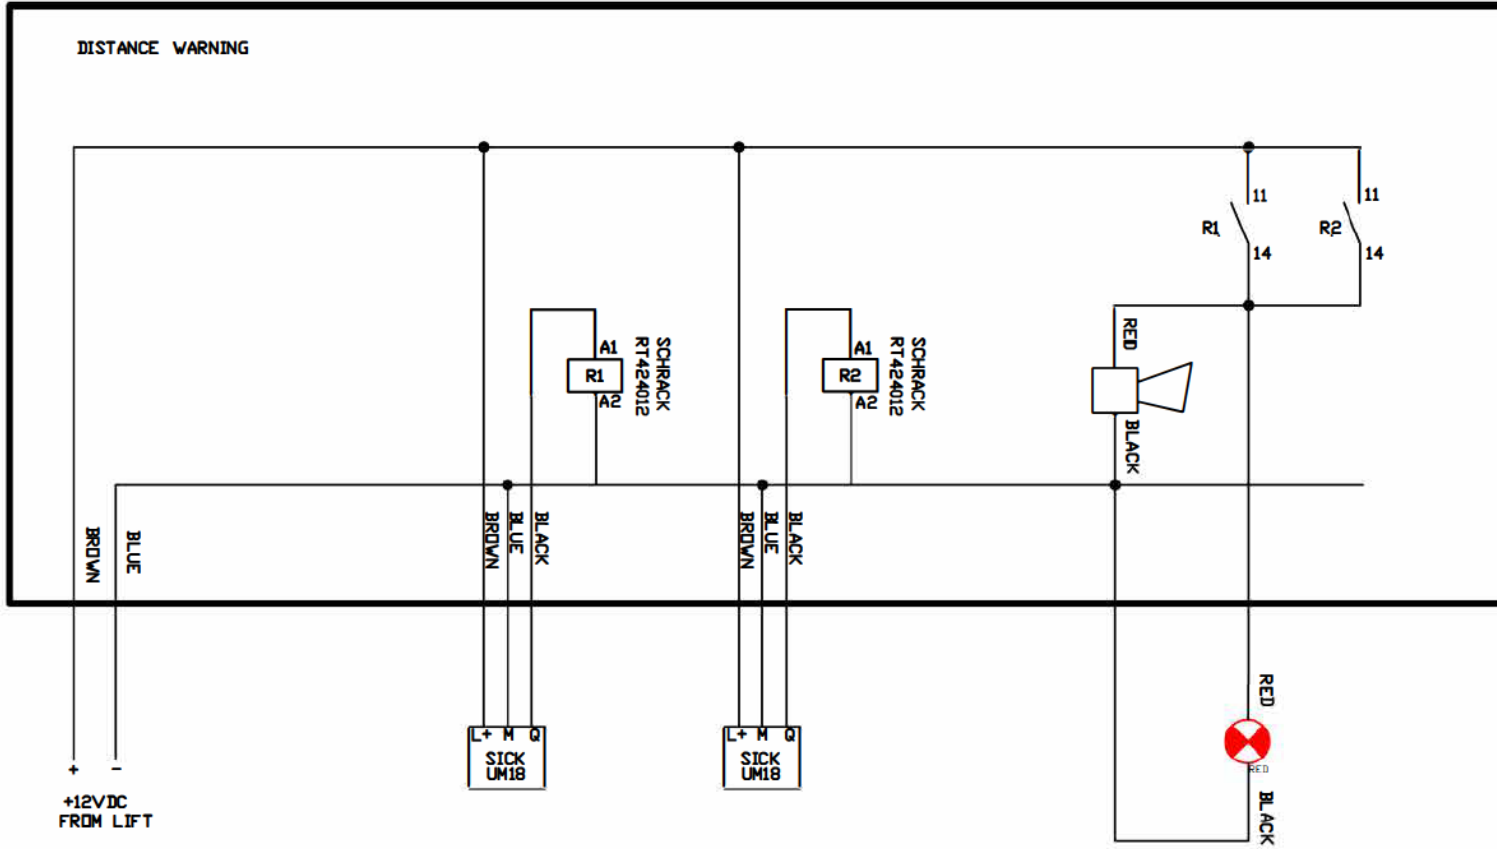 DISTANCE WARNING
11
11
R1
R2
14
14
RED
A1
R1
A2
SCHRACK
RT424012
A1
R2
A2
SCHRACK
RT424012
BLACK
BROWN
BLUE
BROWN
BLUE
BLACK
BROWN
BLUE
BLACK
RED
L+ M Q
SICK
UM18
L+ M Q
SICK
UM18
RED
+ -
+12VDC
FROM LIFT
BLACK